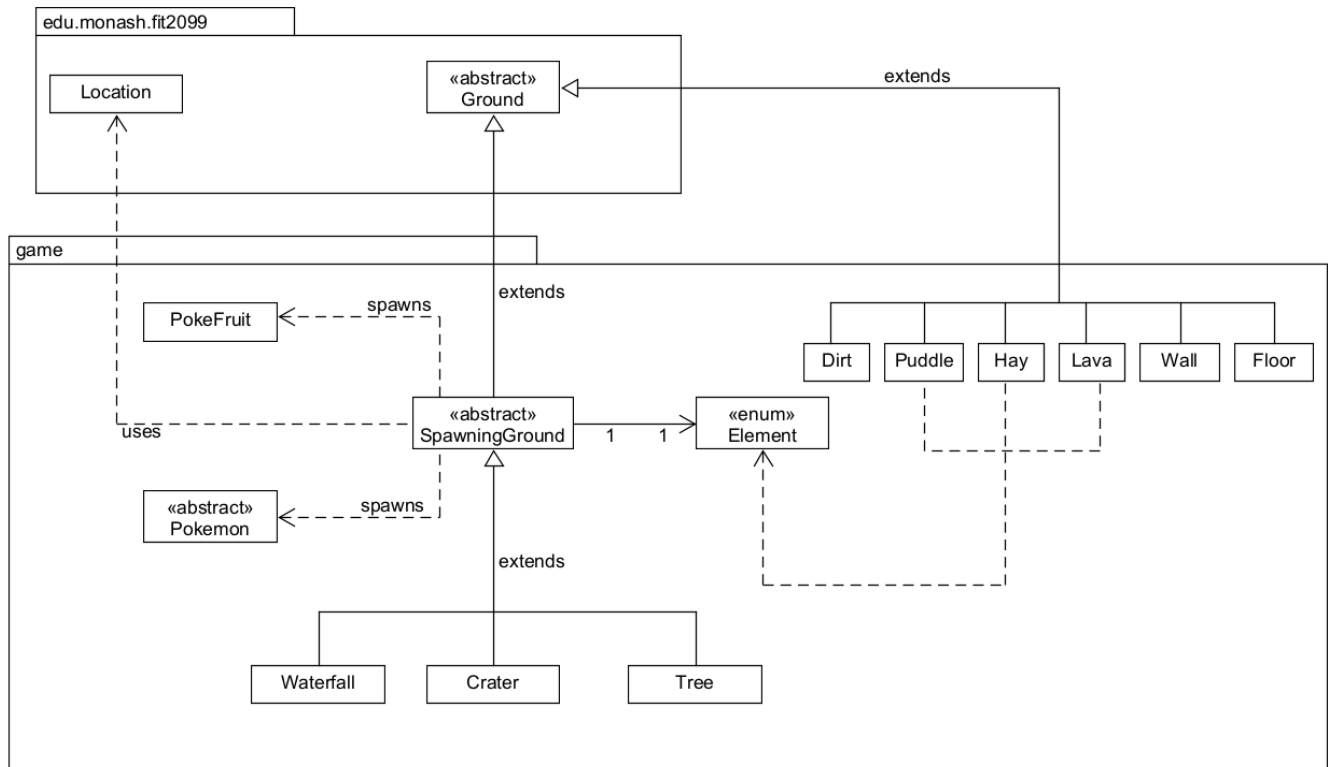 edu.monash.fit2099
Location
«abstract»
Ground
extends
game
extends
PokeFruit
spawns
Dirt
Puddle
Hay
Lava
Wall
Floor
«abstract»
SpawningGround
uses
1
1
«enum»
Element
«abstract»
Pokemon
spawns
extends
Waterfall
Crater
Tree